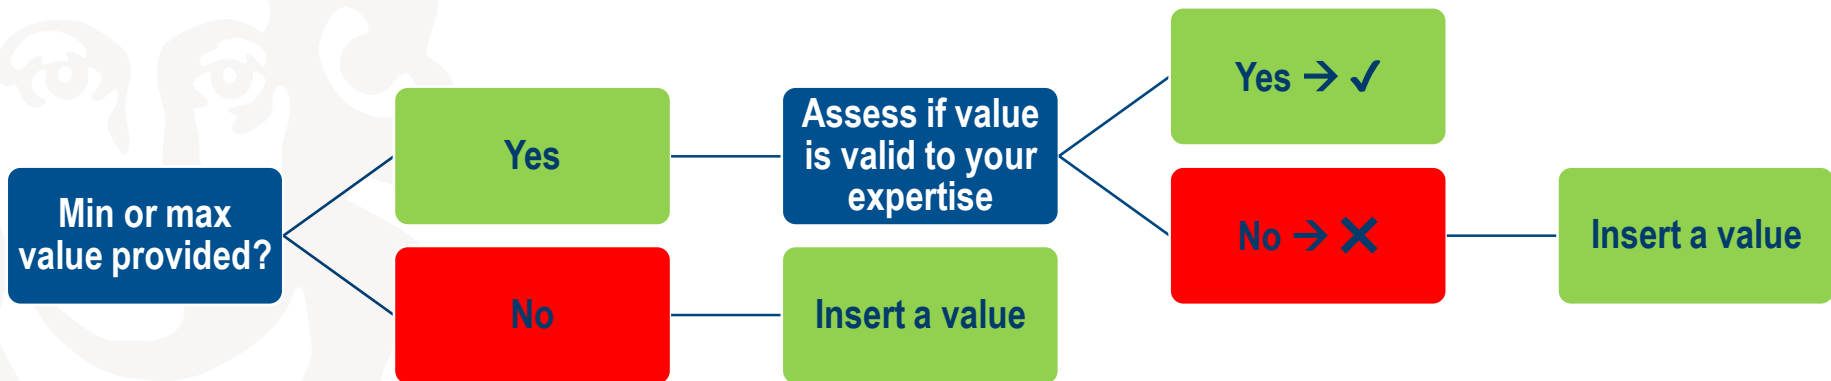 Min or max
value provided?
Yes
No
Assess if value
is valid to your
expertise
Insert a value
Yes → ✓
No → ✕
Insert a value